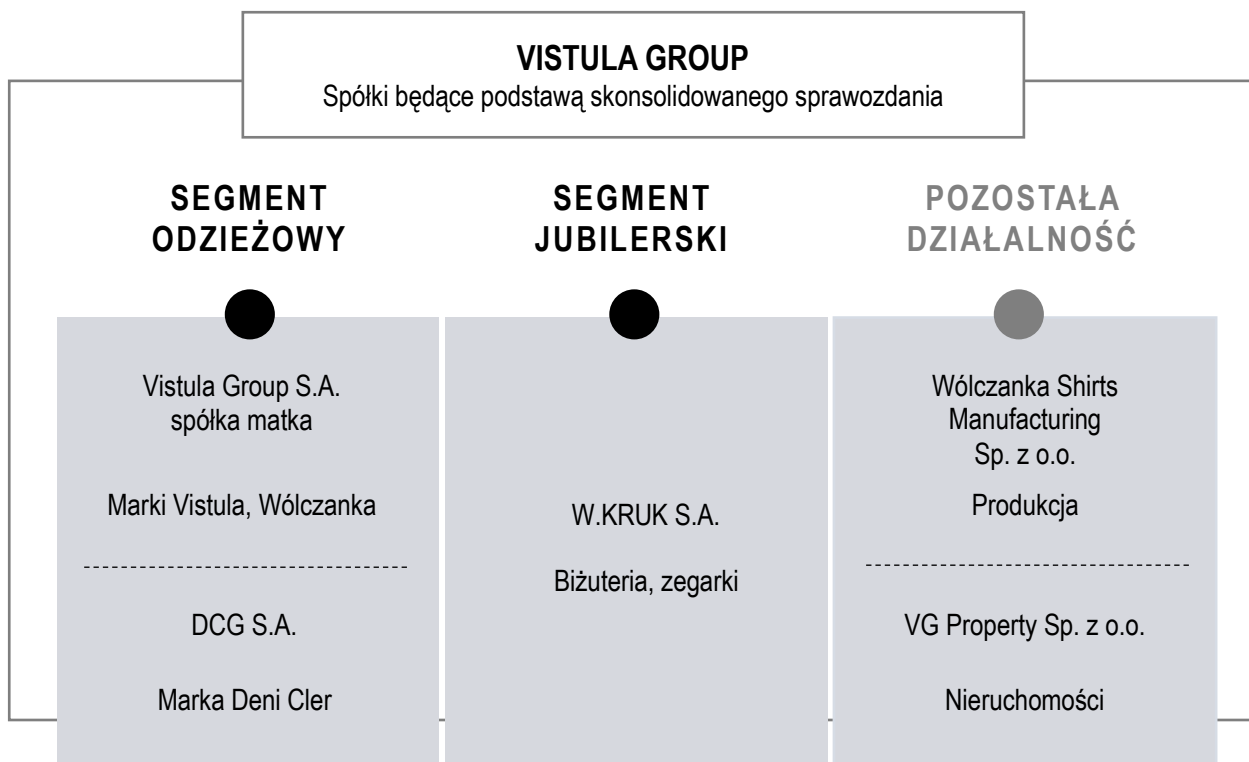 VISTULA GROUP
Spółki będące podstawą skonsolidowanego sprawozdania
SEGMENT
ODZIEŻOWY
Vistula Group S.A.
spółka matka
Marki Vistula, Wólczanka
DCG S.A.
Marka Deni Cler
SEGMENT
JUBILERSKI
W.KRUK S.A.
Biżuteria, zegarki
POZOSTAŁA
DZIAŁALNOŚĆ
Wólczanka Shirts
Manufacturing
Sp. z o.o.
Produkcja
VG Property Sp. z o.o.
Nieruchomości